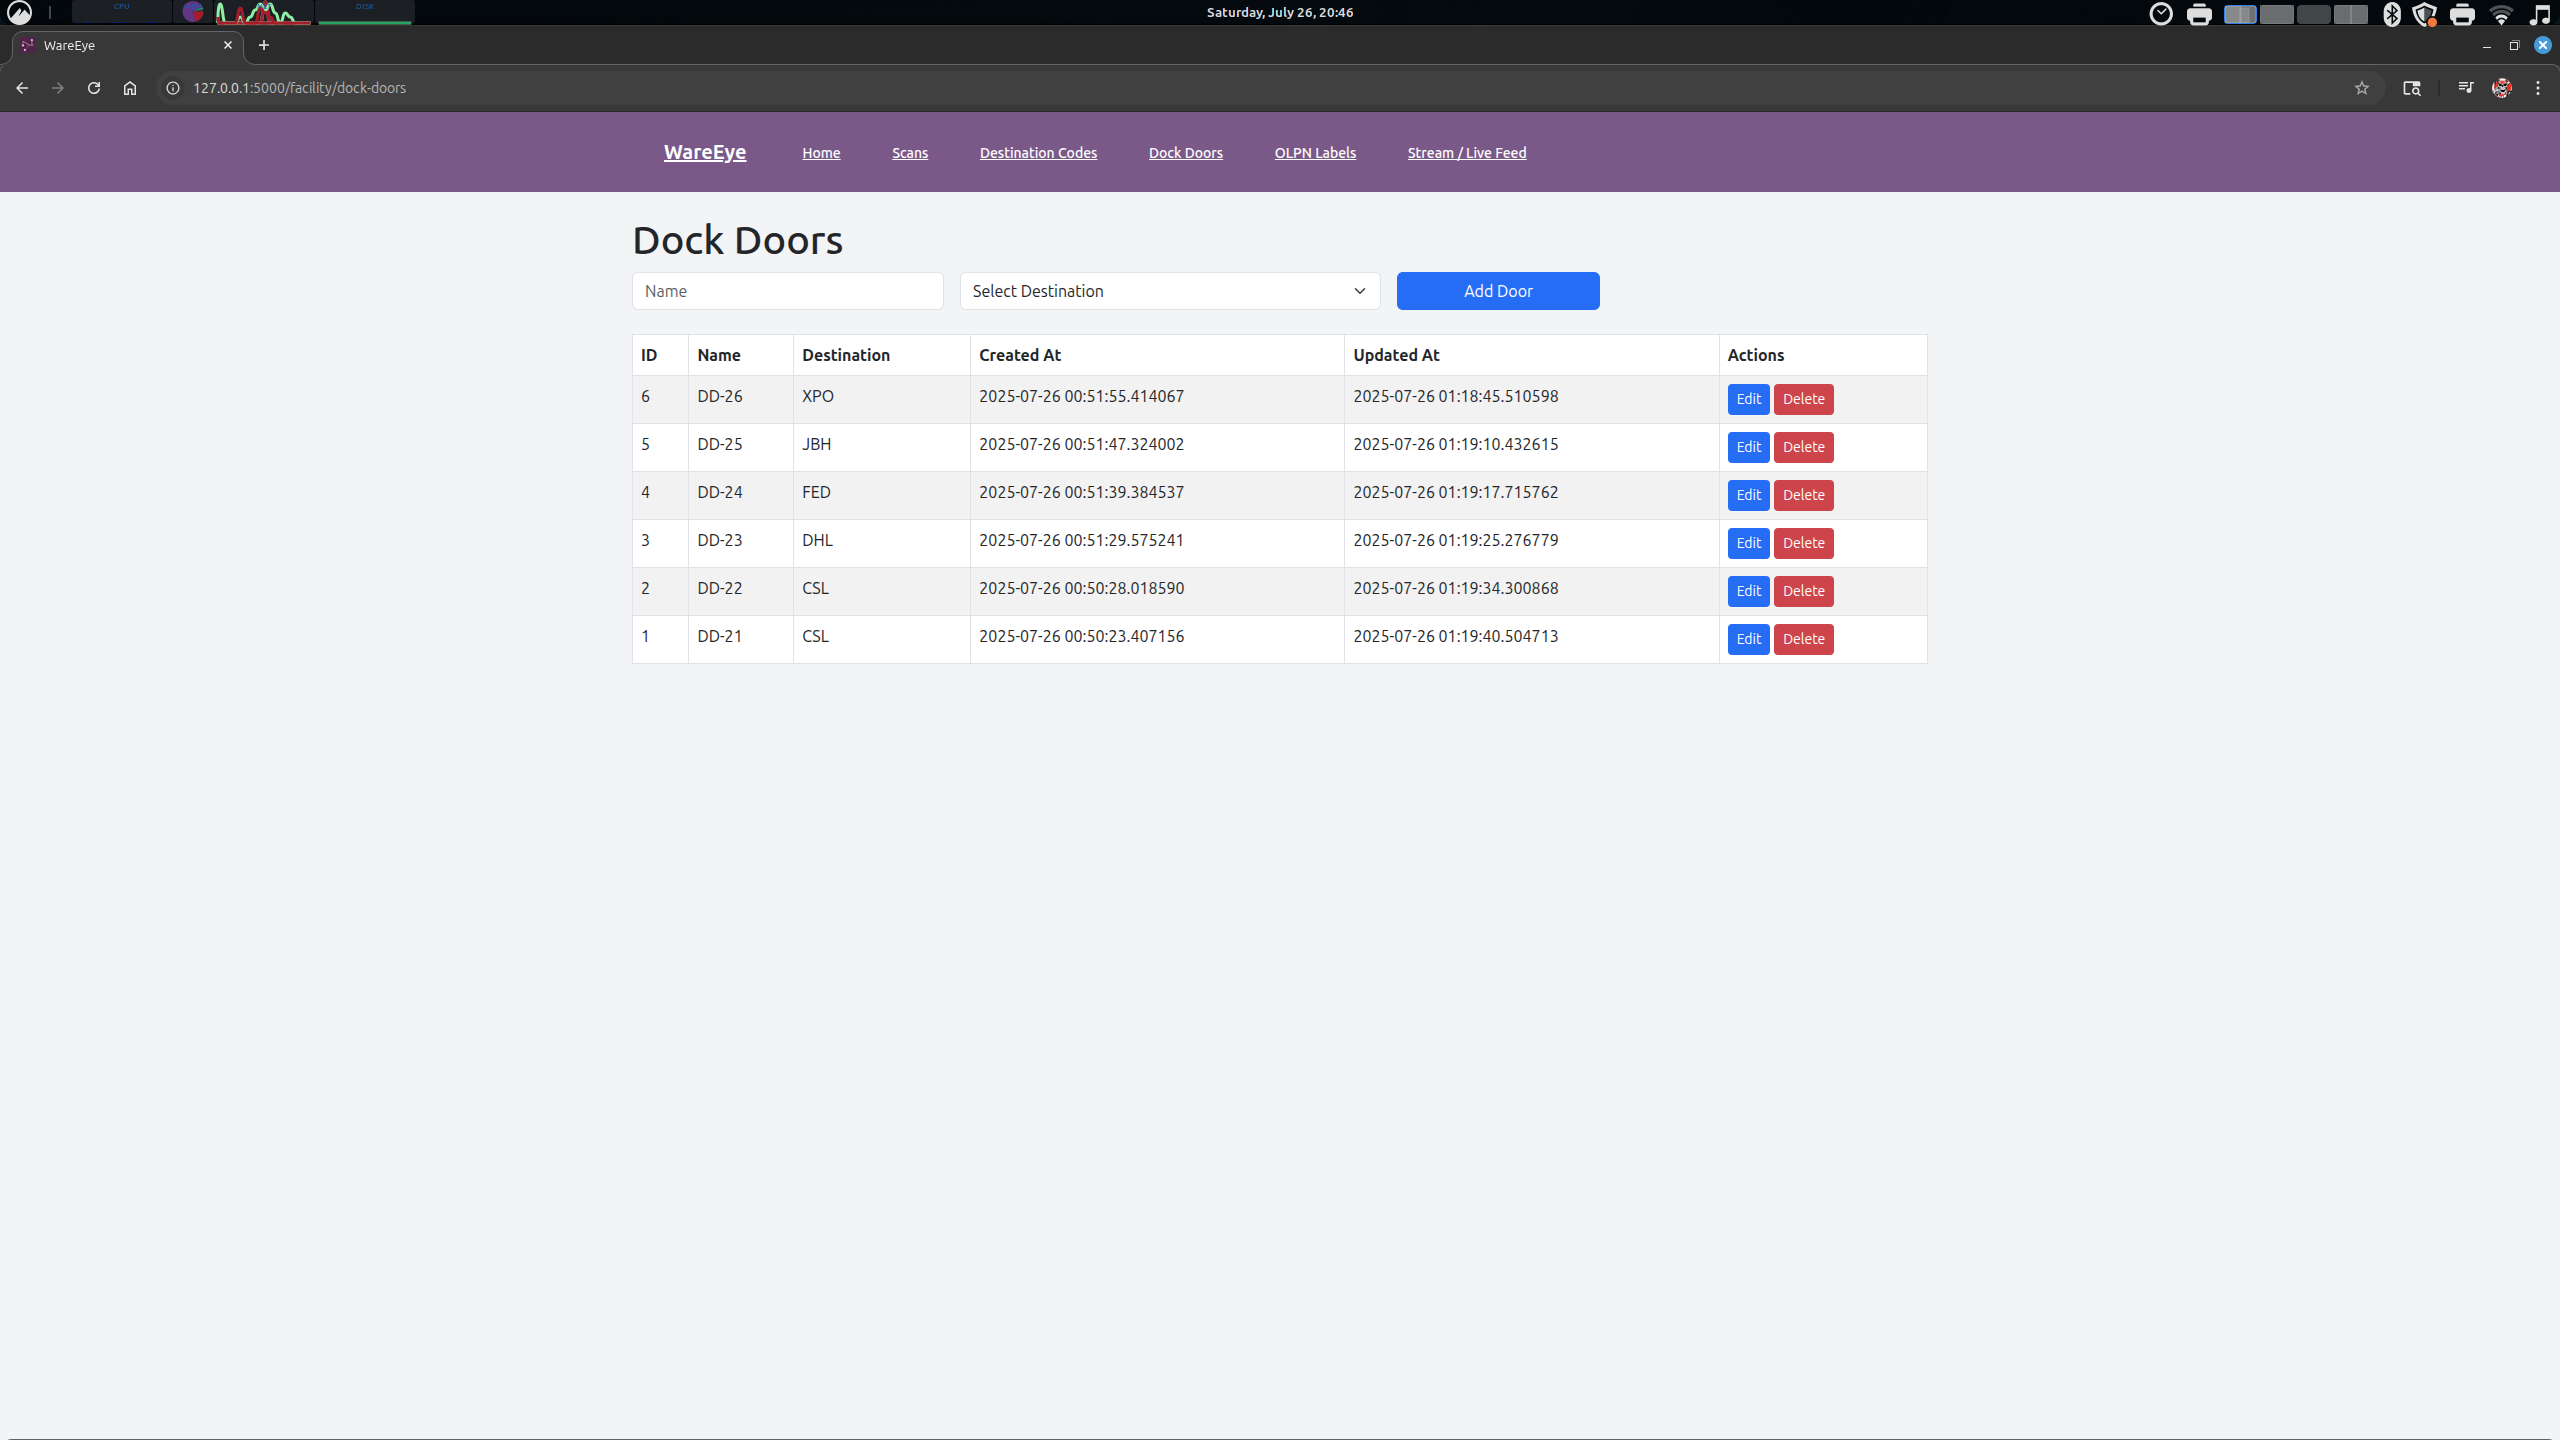 CPU DISK Saturday, July 26, 20:46
WareEye
127.0.0.1:5000/facility/dock-doors
WareEye Home Scans Destination Codes Dock Doors OLPN Labels Stream / Live Feed
Dock Doors
Name Select Destination Add Door
ID Name Destination Created At Updated At Actions
6 DD-26 XPO 2025-07-26 00:51:55.414067 2025-07-26 01:18:45.510598 Edit Delete
5 DD-25 JBH 2025-07-26 00:51:47.324002 2025-07-26 01:19:10.432615 Edit Delete
4 DD-24 FED 2025-07-26 00:51:39.384537 2025-07-26 01:19:17.715762 Edit Delete
3 DD-23 DHL 2025-07-26 00:51:29.575241 2025-07-26 01:19:25.276779 Edit Delete
2 DD-22 CSL 2025-07-26 00:50:28.018590 2025-07-26 01:19:34.300868 Edit Delete
1 DD-21 CSL 2025-07-26 00:50:23.407156 2025-07-26 01:19:40.504713 Edit Delete